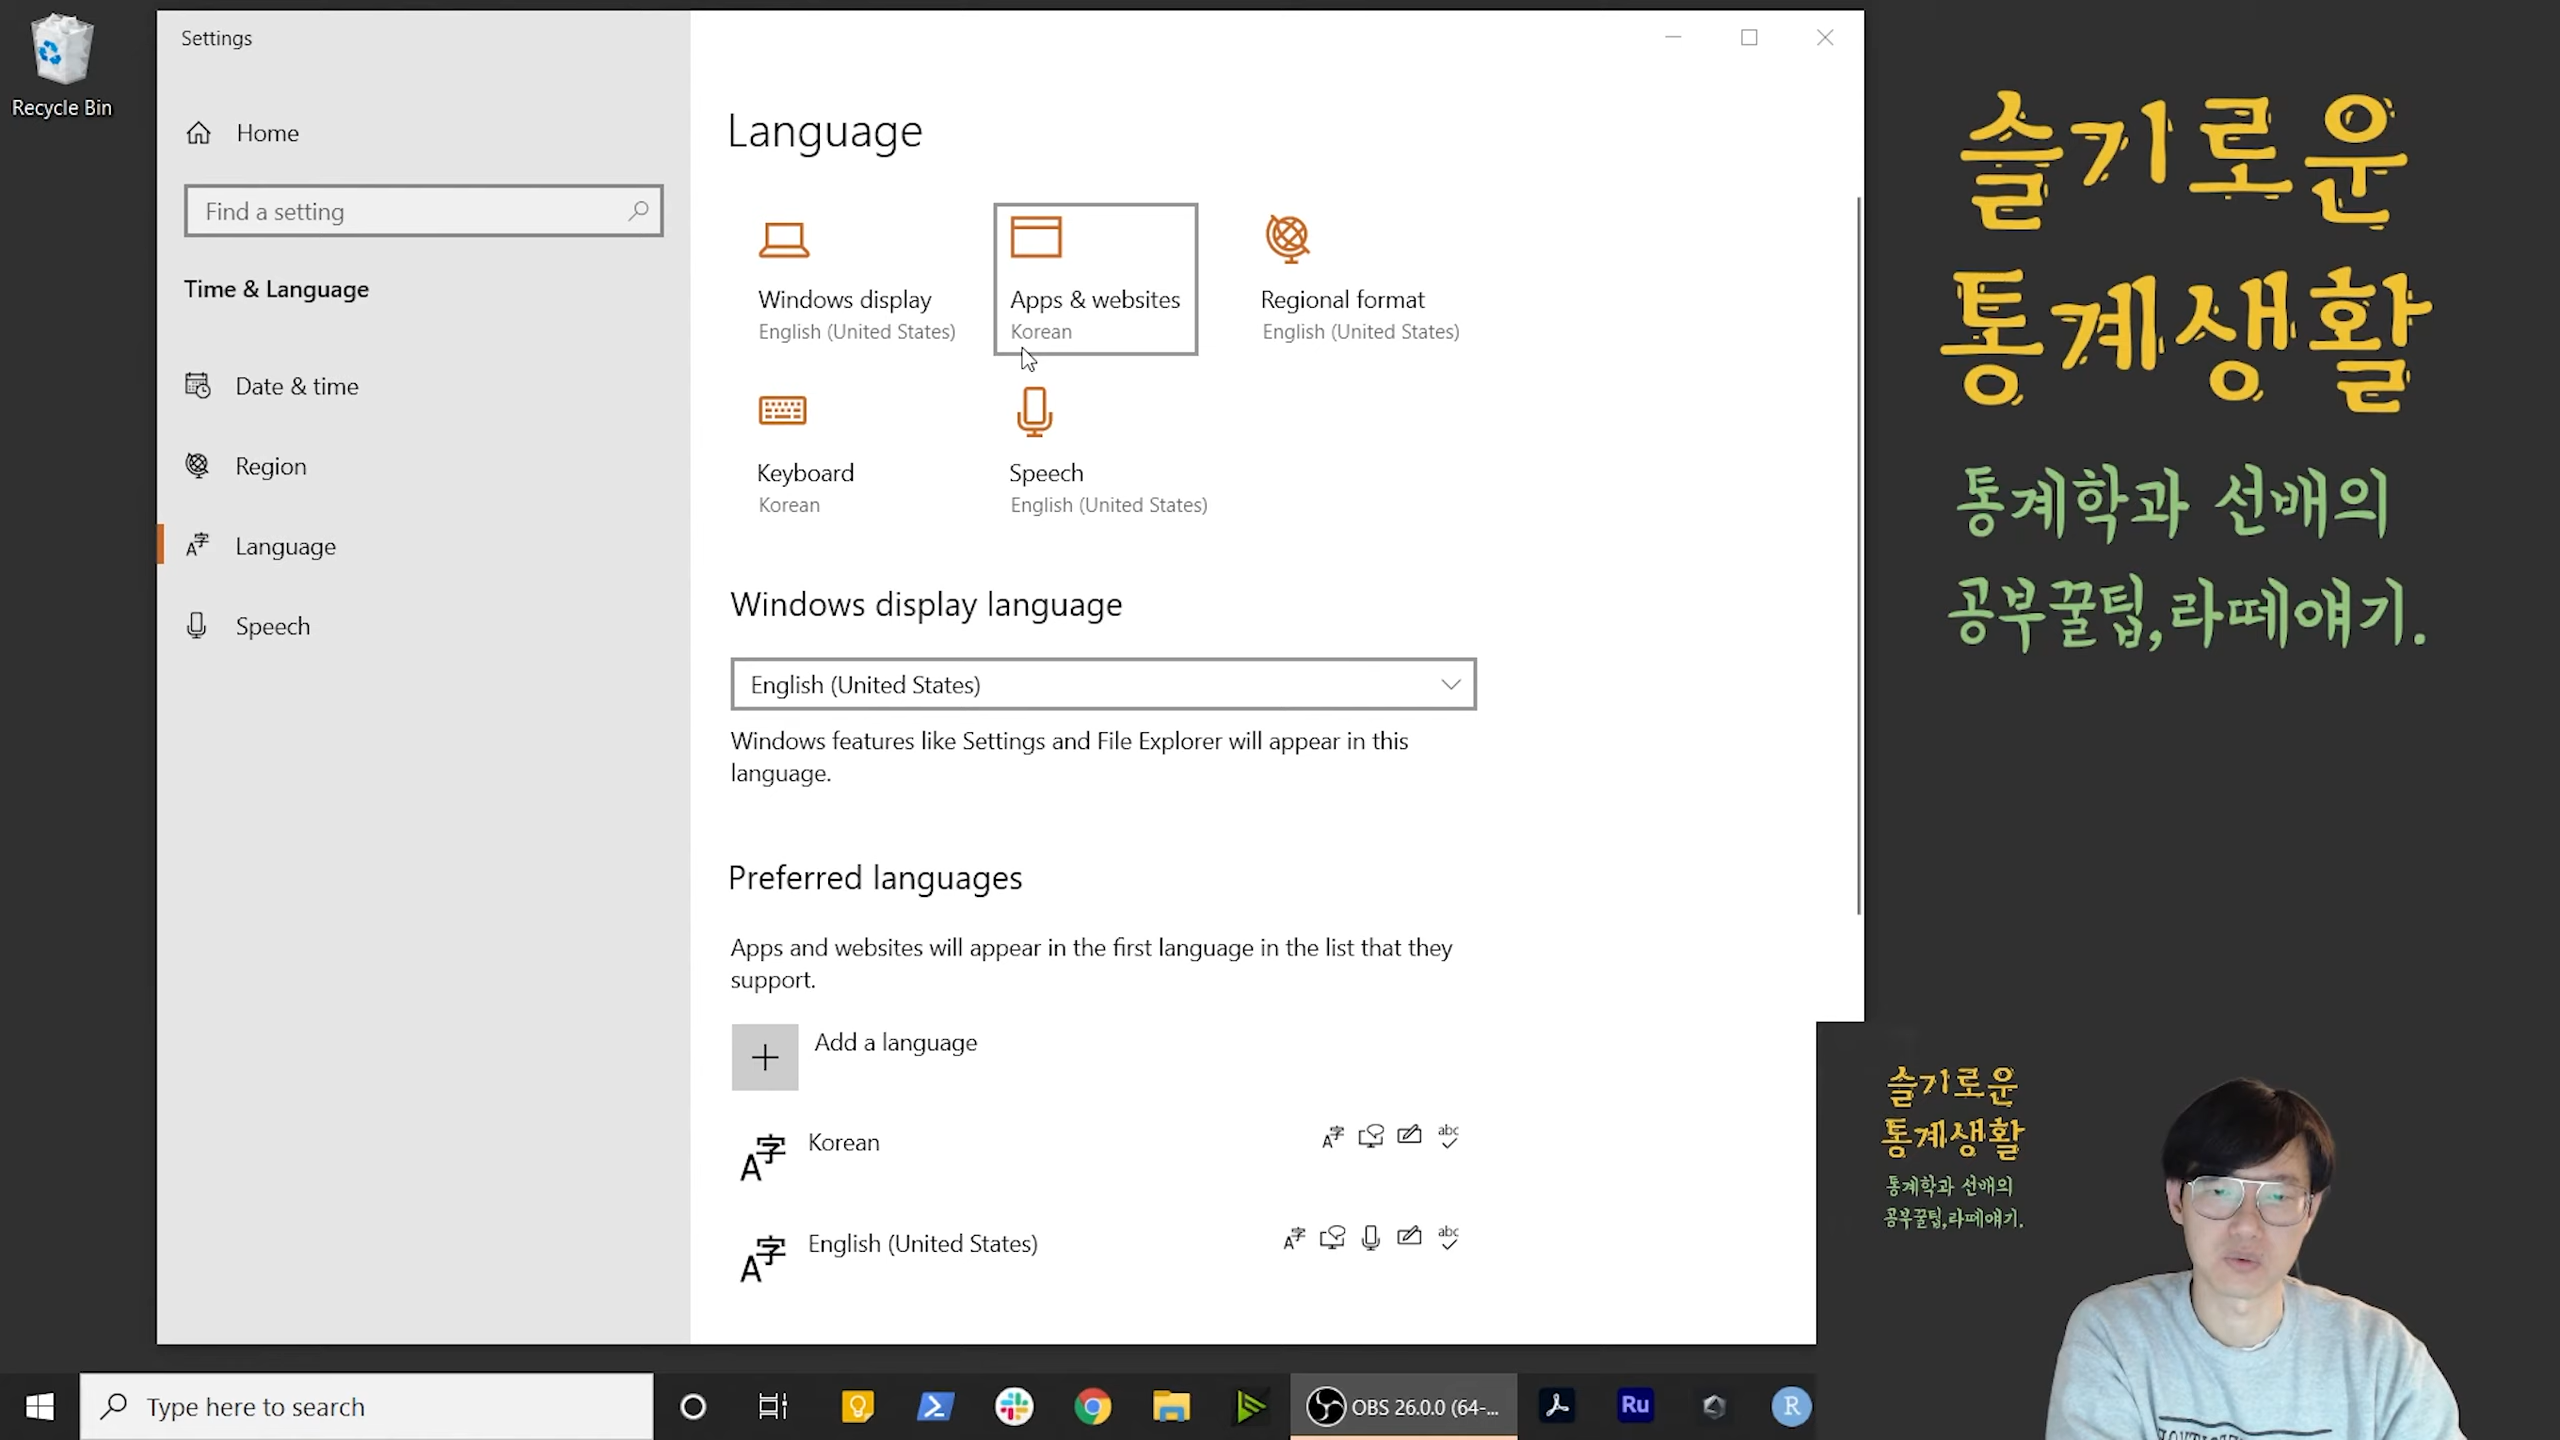 Recycle Bin
Settings
Home
Find a setting
Time & Language
Date & time
Region
Language
Speech
Language
Windows display
English (United States)
Apps & websites
Korean
Regional format
English (United States)
Keyboard
Korean
Speech
English (United States)
Windows display language
English (United States)
Windows features like Settings and File Explorer will appear in this
language.
Preferred languages
Apps and websites will appear in the first language in the list that they
support.
Add a language
Korean
abc
English (United States)
abc
슬기로운
통계생활
통계학과 선배의
공부꿀팁,라떼얘기.
슬기로운
통계생활
통계학과 선배의
공부꿀팁,라떼얘기.
Type here to search
OBS 26.0.0 (64-...
Ru
R